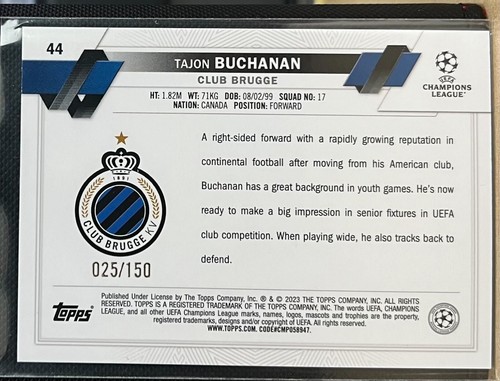 44
TAJON BUCHANAN
CLUB BRUGGE
HT: 1.82M WT: 71KG DOB: 08/02/99 SQUAD NO: 17
NATION: CANADA POSITION: FORWARD
UEFA
CHAMPIONS
LEAGUE
A right-sided forward with a rapidly growing reputation in
continental football after moving from his American club,
Buchanan has a great background in youth games. He's now
ready to make a big impression in senior fixtures in UEFA
club competition. When playing wide, he also tracks back to
defend.
1891
CLUB BRUGGE KV
025/150
Topps
Published Under License by The Topps Company, Inc. ® & © 2023 THE TOPPS COMPANY, INC. ALL RIGHTS
RESERVED. TOPPS IS A REGISTERED TRADEMARK OF THE TOPPS COMPANY, INC. The words UEFA, CHAMPIONS
LEAGUE, and all other UEFA Champions League marks, names, logos, mascots and trophies are the property,
registered trademarks, designs and/or copyright of UEFA. All Rights Reserved.
WWW.TOPPS.COM. CODE#CMP058947.